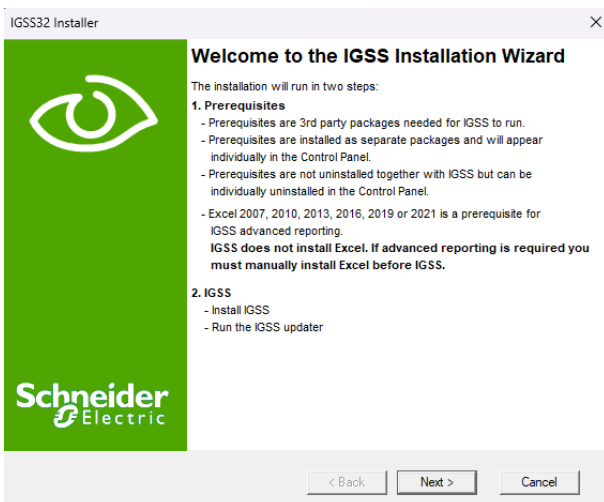 IGSS32 Installer
Welcome to the IGSS Installation Wizard
The installation will run in two steps:
1. Prerequisites
- Prerequisites are 3rd party packages needed for IGSS to run.
- Prerequisites are installed as separate packages and will appear
individually in the Control Panel.
- Prerequisites are not uninstalled together with IGSS but can be
individually uninstalled in the Control Panel.
- Excel 2007, 2010, 2013, 2016, 2019 or 2021 is a prerequisite for
IGSS advanced reporting.
IGSS does not install Excel. If advanced reporting is required you
must manually install Excel before IGSS.
2. IGSS
- Install IGSS
- Run the IGSS updater
Schneider
Electric
< Back Next > Cancel